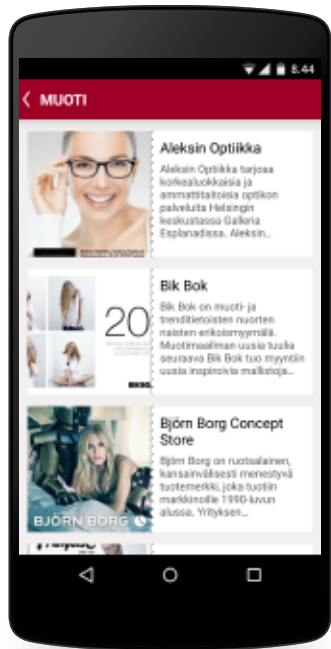 8.44
MUOTI
Aleksin Optiikka
Aleksin Optiikka tarjoaa
korkealuokkaisia ja
ammattitaitoisia optikon
palveluita Helsingin
keskustassa Galleria
Esplanadissa. Aleksin...
Bik Bok
Bik Bok on muoti- ja
trenditietoisten nuorten
naisten erikoismyymälä.
Muotimaailman uusia tuulia
seuraava Bik Bok tuo myyntiin
uusia inspiroivia mallistoja...
20
Björn Borg Concept
Store
Björn Borg on ruotsalainen,
kansainvälisesti menestyvä
tuotemerkki, joka tuotiin
markkinoille 1990-luvun
alussa. Yrityksen...
BJÖRN BORG